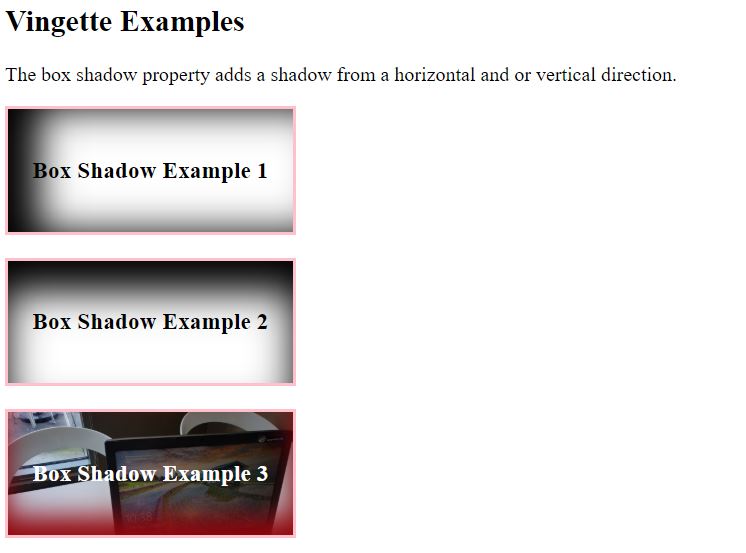 Vingette Examples
The box shadow property adds a shadow from a horizontal and or vertical direction.
Box Shadow Example 1
Box Shadow Example 2
Box Shadow Example 3